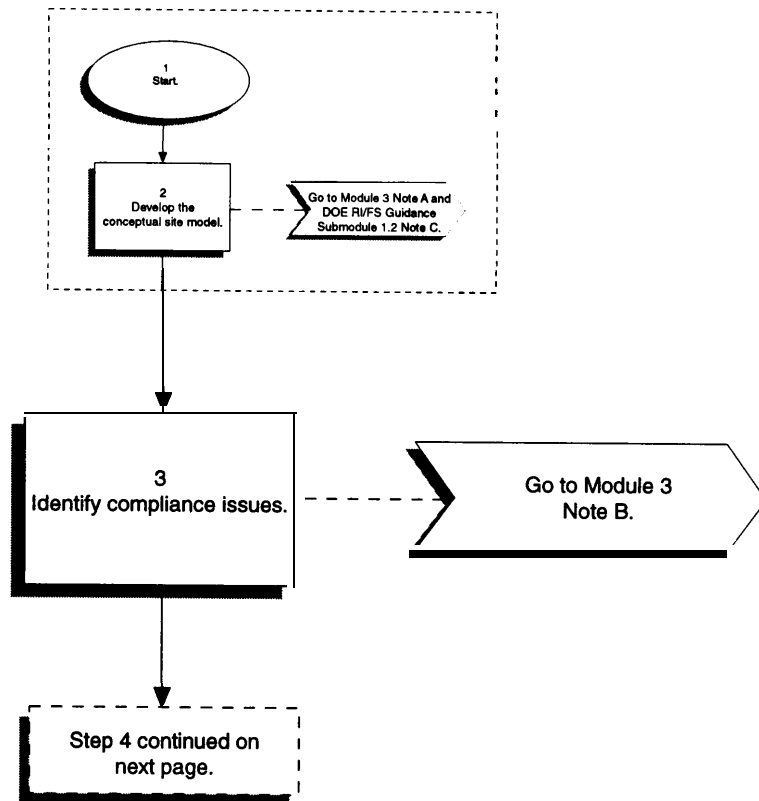 1
Start.
2
Develop the
conceptual site model.
Go to Module 3 Note A and
DOE RI/FS Guidance
Submodule 1.2 Note C.
3
Identify compliance issues.
Go to Module 3
Note B.
Step 4 continued on
next page.